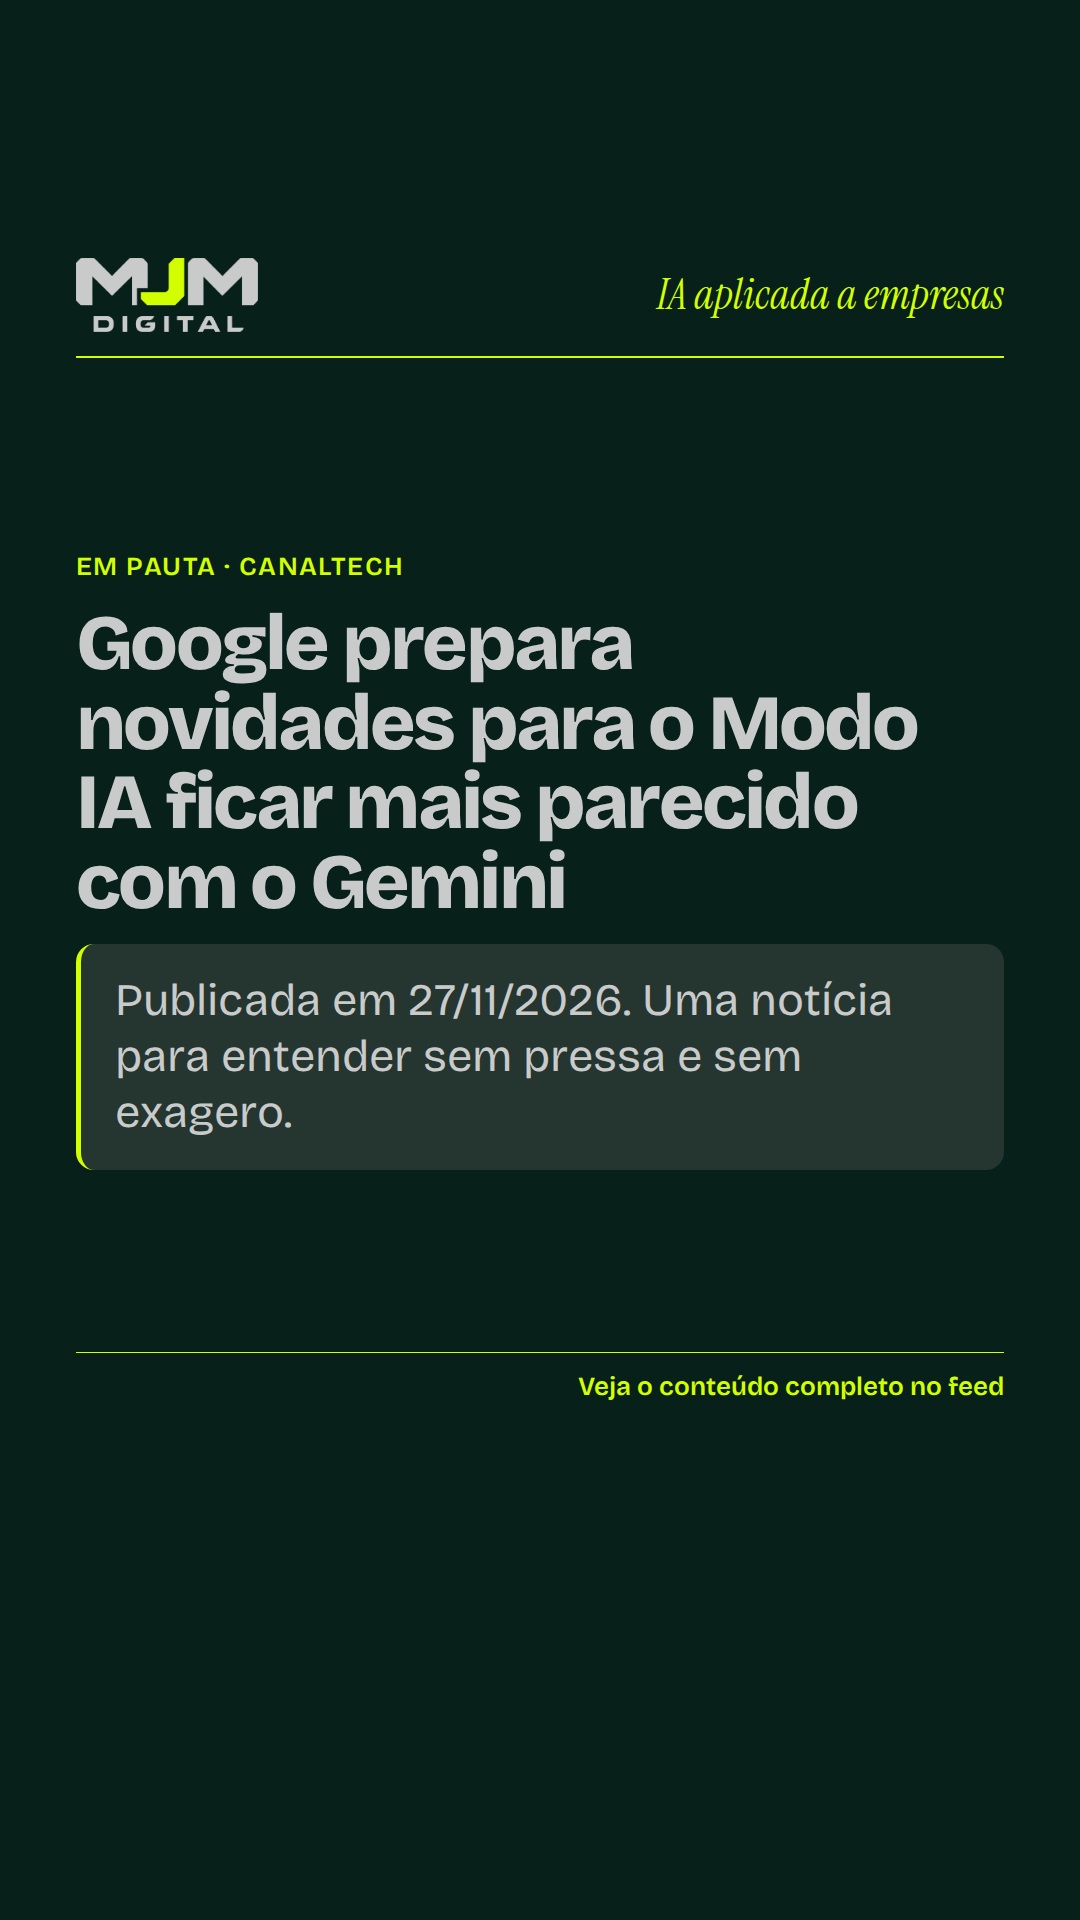 MJM
DIGITAL
IA aplicada a empresas
EM PAUTA · CANALTECH
Google prepara
novidades para o Modo
IA ficar mais parecido
com o Gemini
Publicada em 27/11/2026. Uma notícia
para entender sem pressa e sem
exagero.
Veja o conteúdo completo no feed